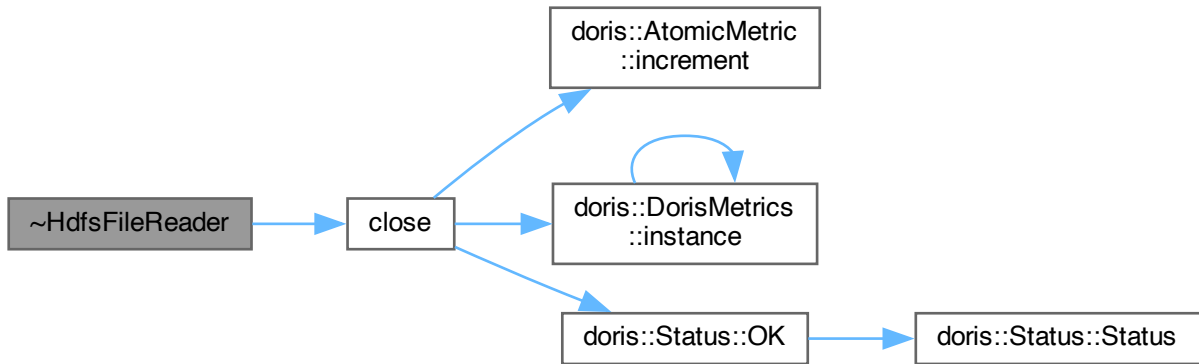 ~HdfsFileReader
close
doris::AtomicMetric
::increment
doris::DorisMetrics
::instance
doris::Status::OK
doris::Status::Status